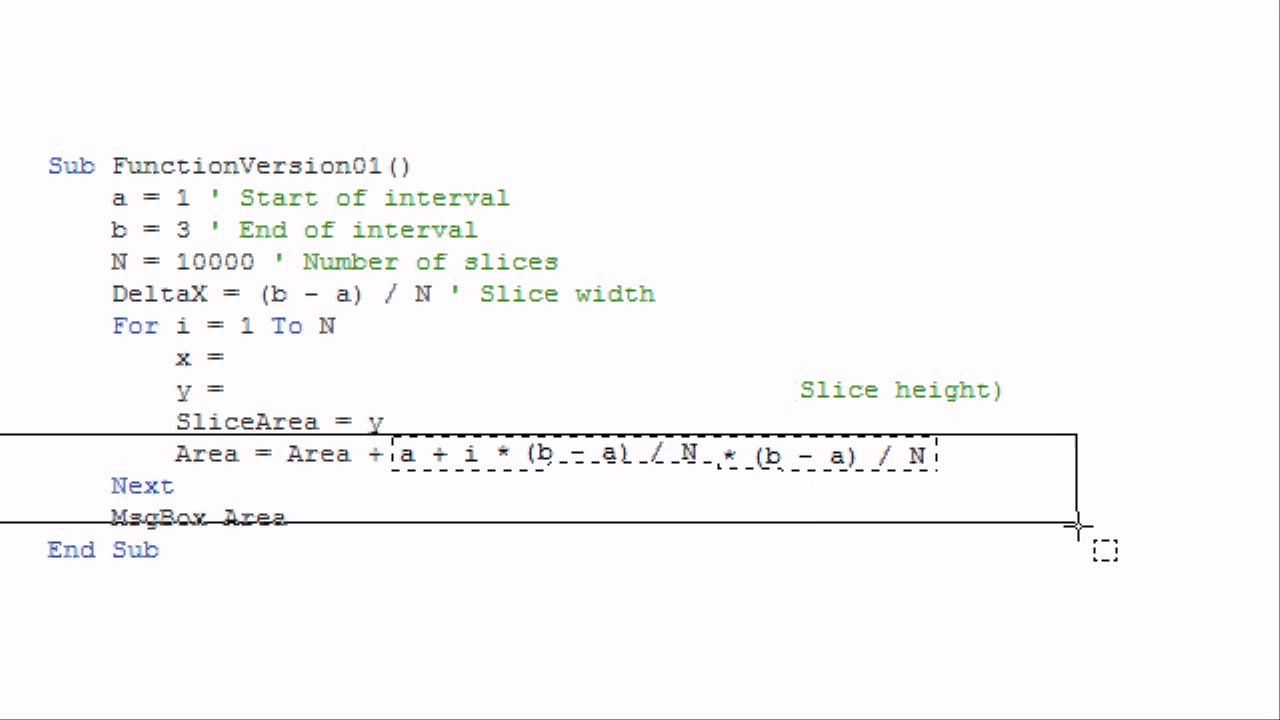 Sub FunctionVersion01()
a = 1 ' Start of interval
b = 3 ' End of interval
N = 10000 ' Number of slices
DeltaX = (b - a) / N ' Slice width
For i = 1 To N
x =
y = Slice height)
SliceArea = y
Area = Area + a + i * (b - a) / N * (b - a) / N
Next
MsgBox Area
End Sub